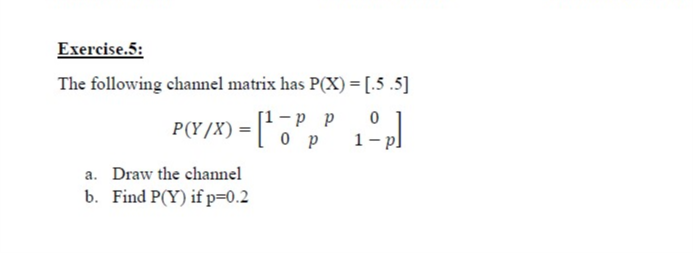 Exercise.5:
The following channel matrix has P(X) = [.5 .5]
P(Y/X) = [1 − p p 0
0 p 1 − p]
a. Draw the channel
b. Find P(Y) if p=0.2